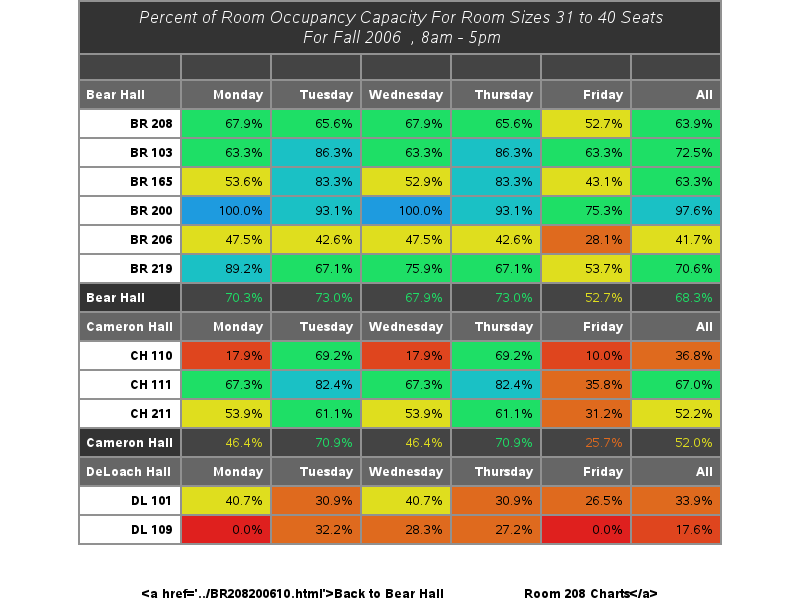 Percent of Room Occupancy Capacity For Room Sizes 31 to 40 Seats
For Fall 2006 , 8am - 5pm
Bear Hall Monday Tuesday Wednesday Thursday Friday All
BR 208 67.9% 65.6% 67.9% 65.6% 52.7% 63.9%
BR 103 63.3% 86.3% 63.3% 86.3% 63.3% 72.5%
BR 165 53.6% 83.3% 52.9% 83.3% 43.1% 63.3%
BR 200 100.0% 93.1% 100.0% 93.1% 75.3% 97.6%
BR 206 47.5% 42.6% 47.5% 42.6% 28.1% 41.7%
BR 219 89.2% 67.1% 75.9% 67.1% 53.7% 70.6%
Bear Hall 70.3% 73.0% 67.9% 73.0% 52.7% 68.3%
Cameron Hall Monday Tuesday Wednesday Thursday Friday All
CH 110 17.9% 69.2% 17.9% 69.2% 10.0% 36.8%
CH 111 67.3% 82.4% 67.3% 82.4% 35.8% 67.0%
CH 211 53.9% 61.1% 53.9% 61.1% 31.2% 52.2%
Cameron Hall 46.4% 70.9% 46.4% 70.9% 25.7% 52.0%
DeLoach Hall Monday Tuesday Wednesday Thursday Friday All
DL 101 40.7% 30.9% 40.7% 30.9% 26.5% 33.9%
DL 109 0.0% 32.2% 28.3% 27.2% 0.0% 17.6%
<a href='../BR208200610.html'>Back to Bear Hall Room 208 Charts</a>